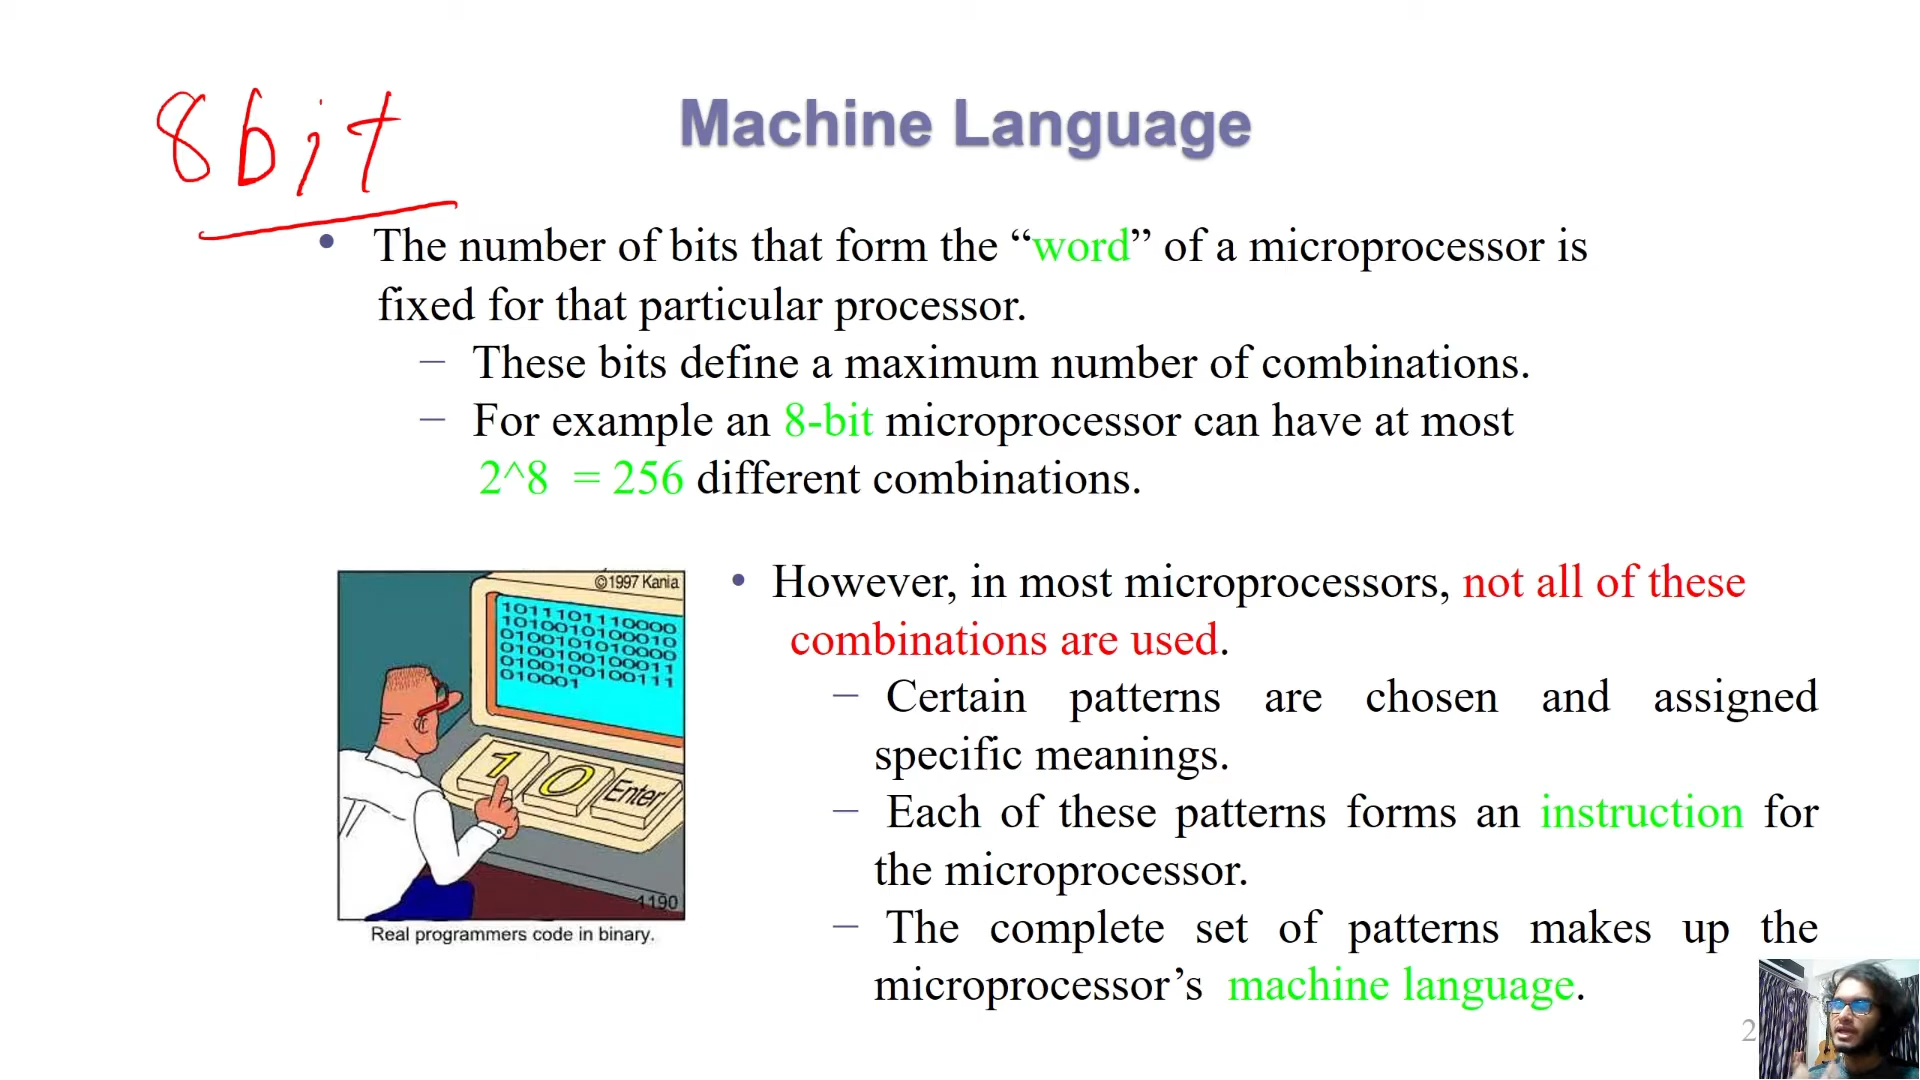 8bit
Machine Language
• The number of bits that form the “word” of a microprocessor is
fixed for that particular processor.
– These bits define a maximum number of combinations.
– For example an 8-bit microprocessor can have at most
2^8 = 256 different combinations.
©1997 Kania
1011101110000
1010010100010
0100101010000
0100100100011
0100100100111
010001
1 0 Enter
1190
Real programmers code in binary.
• However, in most microprocessors, not all of these
combinations are used.
– Certain patterns are chosen and assigned
specific meanings.
– Each of these patterns forms an instruction for
the microprocessor.
– The complete set of patterns makes up the
microprocessor’s machine language.
2